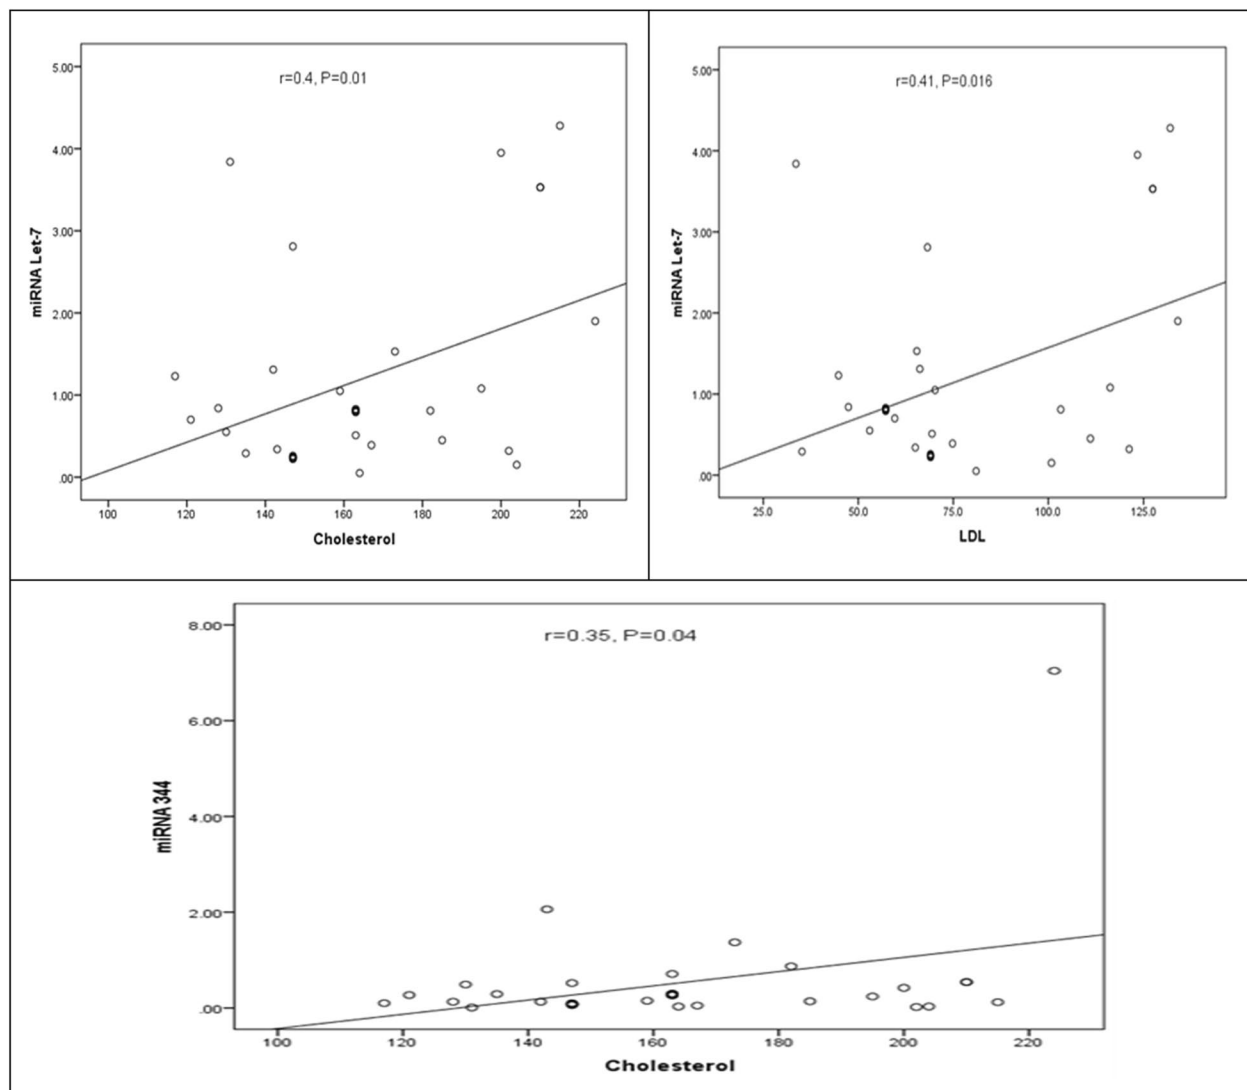 r=0.4, P=0.01
5.00
4.00
3.00
2.00
1.00
.00
miRNA Let-7
100 120 140 160 180 200 220
Cholesterol
r=0.41, P=0.016
5.00
4.00
3.00
2.00
1.00
.00
miRNA Let-7
25.0 50.0 75.0 100.0 125.0
LDL
r=0.35, P=0.04
8.00
6.00
4.00
2.00
.00
miRNA 344
100 120 140 160 180 200 220
Cholesterol